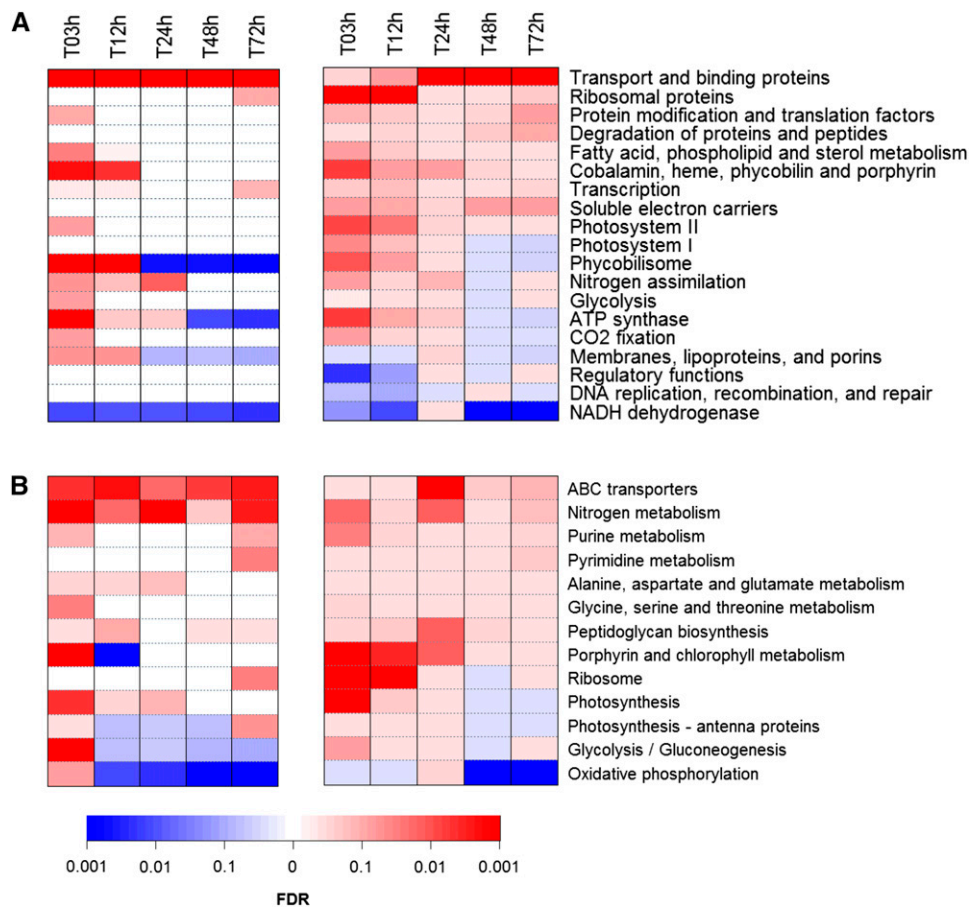 A
T03h T12h T24h T48h T72h T03h T12h T24h T48h T72h
Transport and binding proteins
Ribosomal proteins
Protein modification and translation factors
Degradation of proteins and peptides
Fatty acid, phospholipid and sterol metabolism
Cobalamin, heme, phycobilin and porphyrin
Transcription
Soluble electron carriers
Photosystem II
Photosystem I
Phycobilisome
Nitrogen assimilation
Glycolysis
ATP synthase
CO2 fixation
Membranes, lipoproteins, and porins
Regulatory functions
DNA replication, recombination, and repair
NADH dehydrogenase
B
ABC transporters
Nitrogen metabolism
Purine metabolism
Pyrimidine metabolism
Alanine, aspartate and glutamate metabolism
Glycine, serine and threonine metabolism
Peptidoglycan biosynthesis
Porphyrin and chlorophyll metabolism
Ribosome
Photosynthesis
Photosynthesis - antenna proteins
Glycolysis / Gluconeogenesis
Oxidative phosphorylation
0.001 0.01 0.1 0 0.1 0.01 0.001
FDR